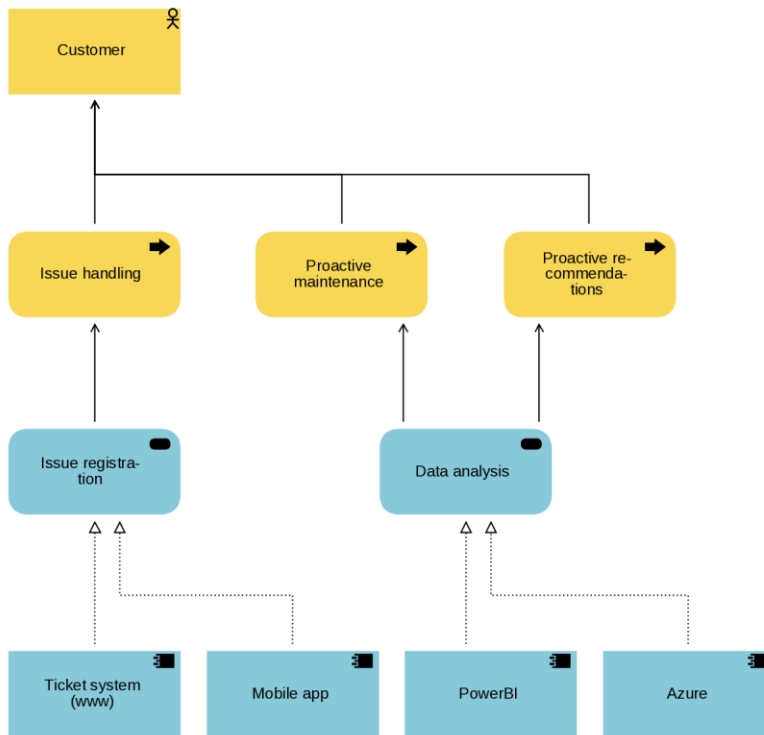 Customer
Issue handling
Proactive
maintenance
Proactive re-
commenda-
tions
Issue registra-
tion
Data analysis
Ticket system
(www)
Mobile app
PowerBI
Azure